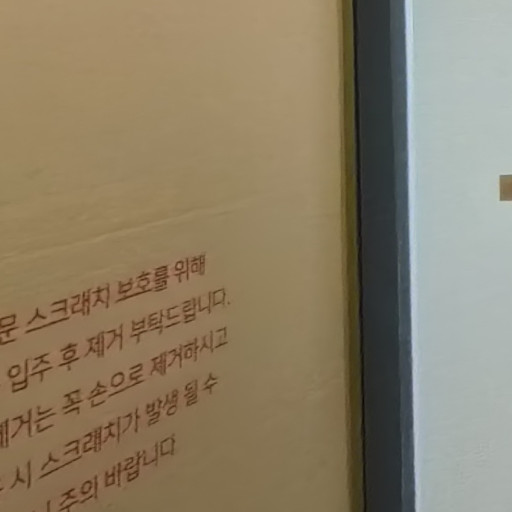 문 스크래치 보호를 위해
입주 후 제거 부탁드립니다.
제거는 꼭 손으로 제거하시고
시 스크래치가 발생 될 수
주의 바랍니다